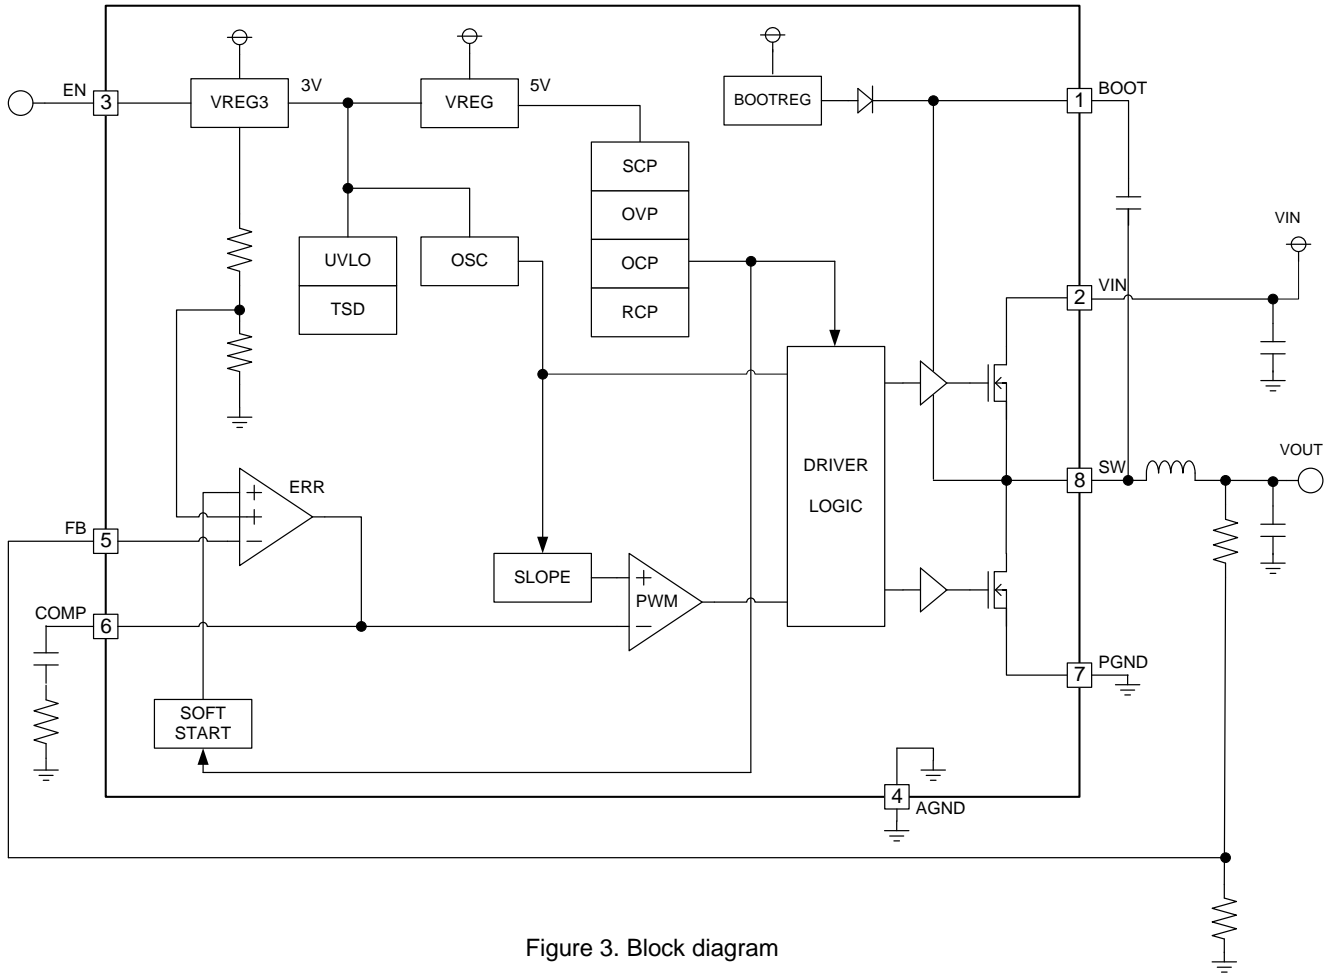 EN
3
VREG3
3V
VREG
5V
BOOTREG
1
BOOT
SCP
OVP
OCP
RCP
UVLO
TSD
OSC
VIN
2
VIN
DRIVER
LOGIC
VOUT
8
SW
ERR
+
+
−
FB
5
SLOPE
+
PWM
−
COMP
6
7
PGND
SOFT
START
4
AGND
Figure 3. Block diagram